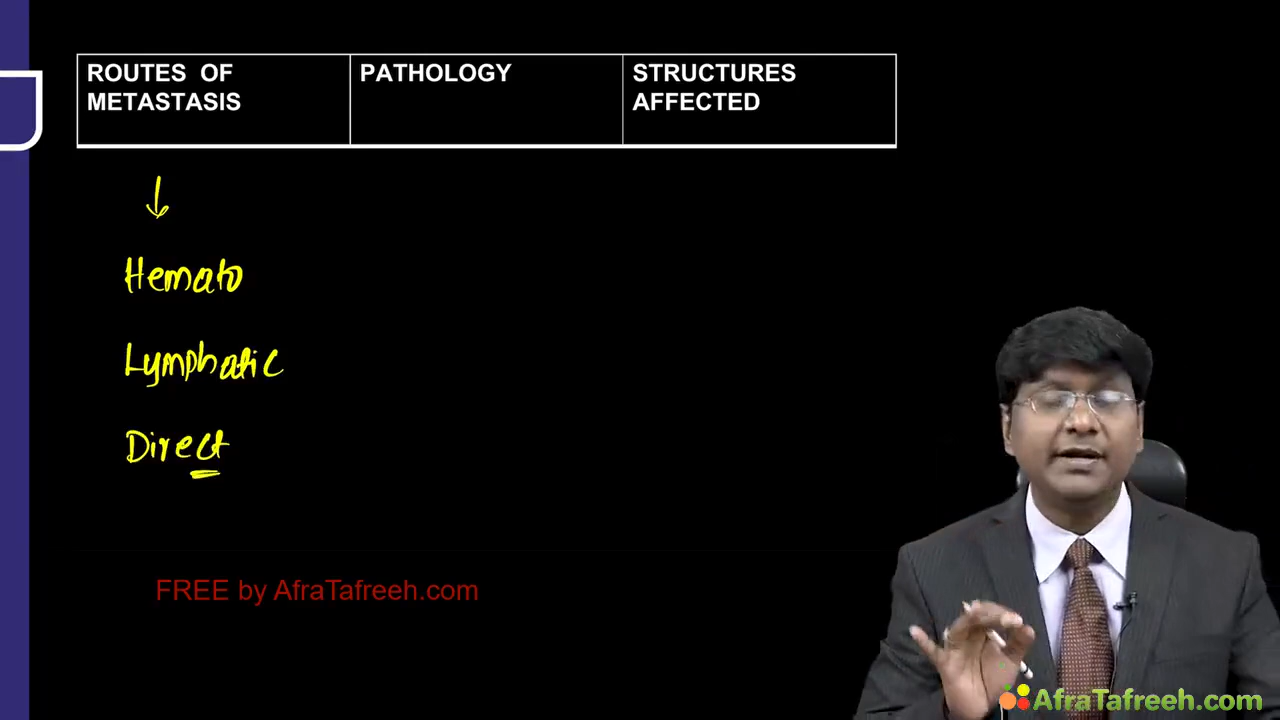 ROUTES OF
METASTASIS
PATHOLOGY
STRUCTURES
AFFECTED
Hemato
Lymphatic
Direct
FREE by AfraTafreeh.com
AfraTafreeh.com